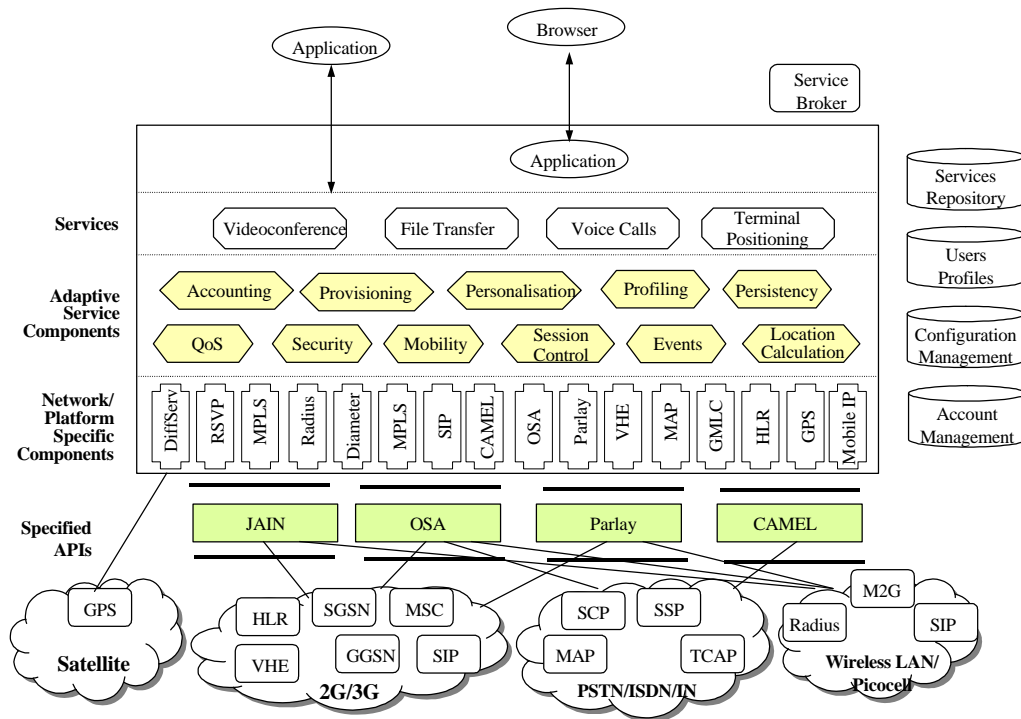 Application
Browser
Service
Broker
Application
Services
Repository
Services
Videoconference
File Transfer
Voice Calls
Terminal
Positioning
Users
Profiles
Adaptive
Service
Components
Accounting
Provisioning
Personalisation
Profiling
Persistency
QoS
Security
Mobility
Session
Control
Events
Location
Calculation
Configuration
Management
Network/
Platform
Specific
Components
DiffServ
RSVP
MPLS
Radius
Diameter
MPLS
SIP
CAMEL
OSA
Parlay
VHE
MAP
GMLC
HLR
GPS
Mobile IP
Account
Management
Specified
APIs
JAIN
OSA
Parlay
CAMEL
GPS
Satellite
HLR
SGSN
MSC
VHE
GGSN
SIP
2G/3G
SCP
SSP
MAP
TCAP
PSTN/ISDN/IN
M2G
Radius
SIP
Wireless LAN/
Picocell